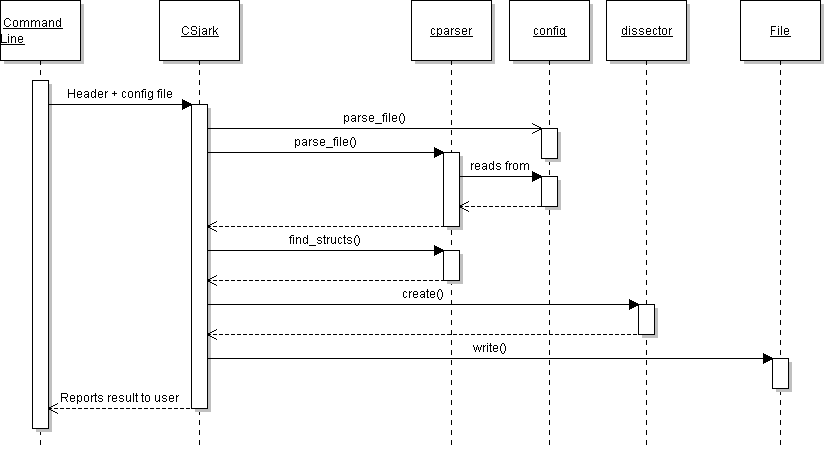 Command
Line
CSjark
cparser
config
dissector
File
Header + config file
parse_file()
parse_file()
reads from
find_structs()
create()
write()
Reports result to user